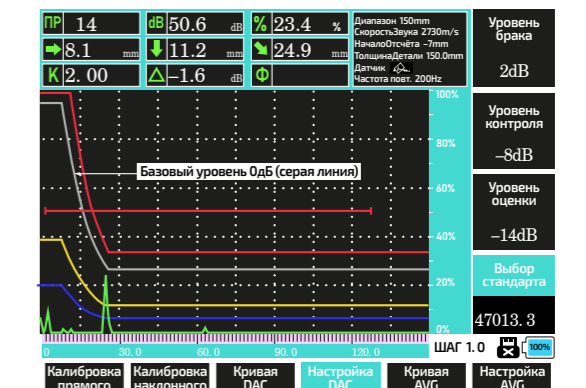 ПР 14 dB 50.6 dB % 23.4 %
8.1 mm 11.2 mm 24.9 mm
К 2. 00 Δ –1.6 dB Ф
Диапазон 150mm
СкоростьЗвука 2730m/s
НачалоОтсчёта –7mm
ТолщинаДетали 150.0mm
Датчик
Частота повт. 200Hz
Уровень
брака
2dB
Уровень
контроля
–8dB
Уровень
оценки
–14dB
Выбор
стандарта
47013. 3
100%
80%
Базовый уровень 0дБ (серая линия)
60%
40%
20%
0%
0 30. 0 60. 0 90. 0 120. 0
ШАГ 1. 0 100%
Калибровка
прямого
Калибровка
наклонного
Кривая
DAC
Настройка
DAC
Кривая
AVG
Настройка
AVG